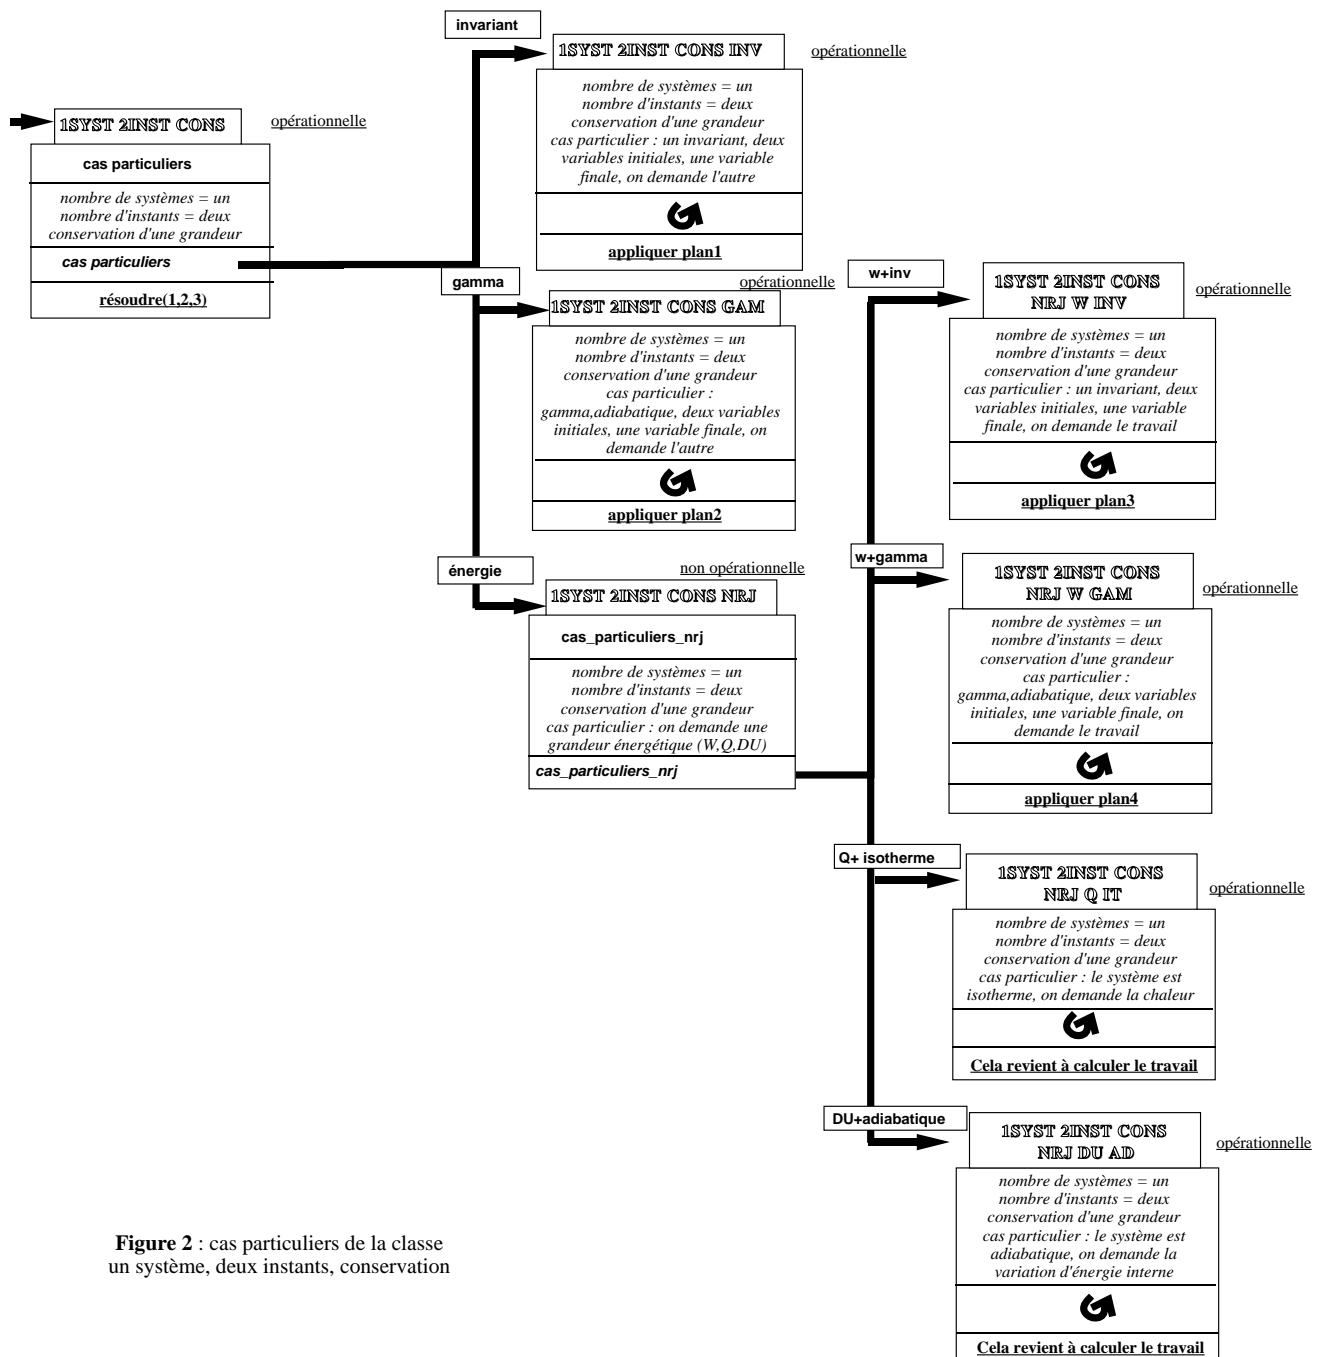 1SYST 2INST CONS
opérationnelle
cas particuliers
nombre de systèmes = un
nombre d'instants = deux
conservation d'une grandeur
cas particuliers
résoudre(1,2,3)
invariant
1SYST 2INST CONS INV
opérationnelle
nombre de systèmes = un
nombre d'instants = deux
conservation d'une grandeur
cas particulier : un invariant, deux
variables initiales, une variable
finale, on demande l'autre
appliquer plan1
gamma
opérationnelle
1SYST 2INST CONS GAM
nombre de systèmes = un
nombre d'instants = deux
conservation d'une grandeur
cas particulier :
gamma,adiabatique, deux variables
initiales, une variable finale, on
demande l'autre
appliquer plan2
énergie
non opérationnelle
1SYST 2INST CONS NRJ
cas_particuliers_nrj
nombre de systèmes = un
nombre d'instants = deux
conservation d'une grandeur
cas particulier : on demande une
grandeur énergétique (W,Q,DU)
cas_particuliers_nrj
w+inv
1SYST 2INST CONS
NRJ W INV
opérationnelle
nombre de systèmes = un
nombre d'instants = deux
conservation d'une grandeur
cas particulier : un invariant, deux
variables initiales, une variable
finale, on demande le travail
appliquer plan3
w+gamma
1SYST 2INST CONS
NRJ W GAM
opérationnelle
nombre de systèmes = un
nombre d'instants = deux
conservation d'une grandeur
cas particulier :
gamma,adiabatique, deux variables
initiales, une variable finale, on
demande le travail
appliquer plan4
Q+ isotherme
1SYST 2INST CONS
NRJ Q IT
opérationnelle
nombre de systèmes = un
nombre d'instants = deux
conservation d'une grandeur
cas particulier : le système est
isotherme, on demande la chaleur
Cela revient à calculer le travail
DU+adiabatique
1SYST 2INST CONS
NRJ DU AD
opérationnelle
nombre de systèmes = un
nombre d'instants = deux
conservation d'une grandeur
cas particulier : le système est
adiabatique, on demande la
variation d'énergie interne
Cela revient à calculer le travail
Figure 2 : cas particuliers de la classe
un système, deux instants, conservation